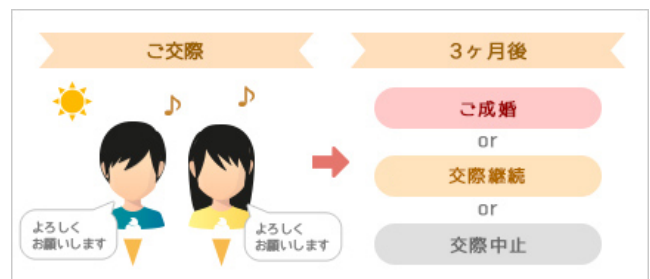 ご交際
よろしく
お願いします
よろしく
お願いします
3ヶ月後
ご成婚
or
交際継続
or
交際中止